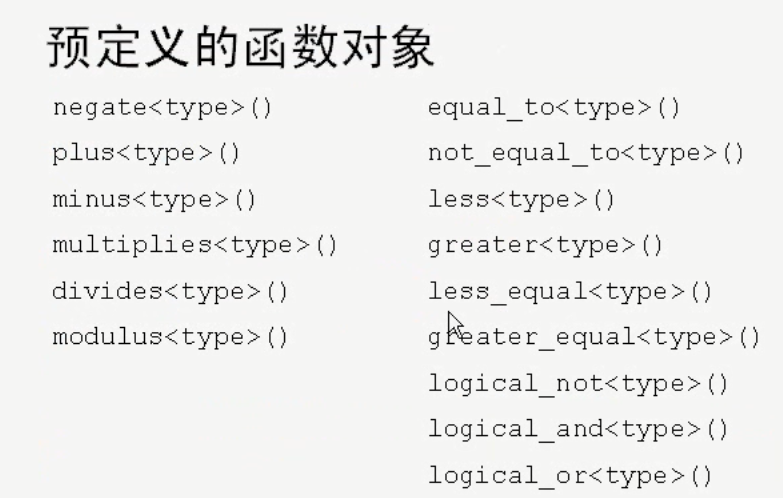 预定义的函数对象
negate<type>()
plus<type>()
minus<type>()
multiplies<type>()
divides<type>()
modulus<type>()
equal_to<type>()
not_equal_to<type>()
less<type>()
greater<type>()
less_equal<type>()
greater_equal<type>()
logical_not<type>()
logical_and<type>()
logical_or<type>()